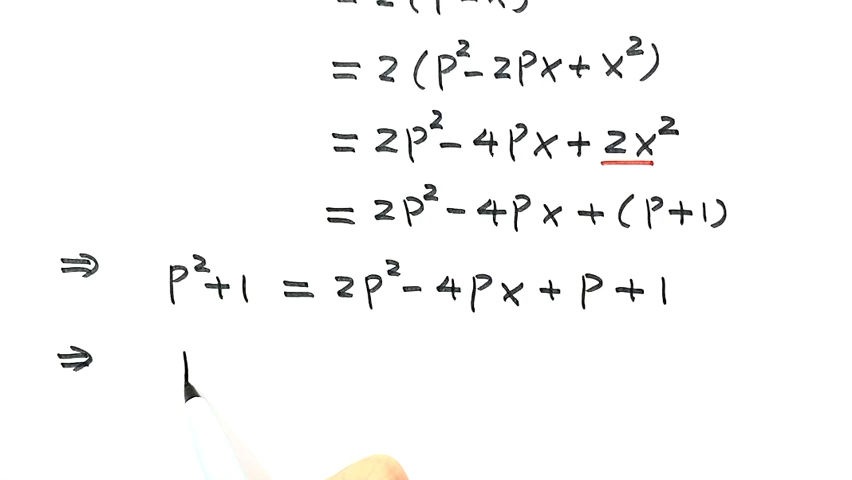 = 2(p²-2px+x²)
= 2p²-4px+2x²
= 2p²-4px+(p+1)
⇒ p²+1 = 2p²-4px+p+1
⇒